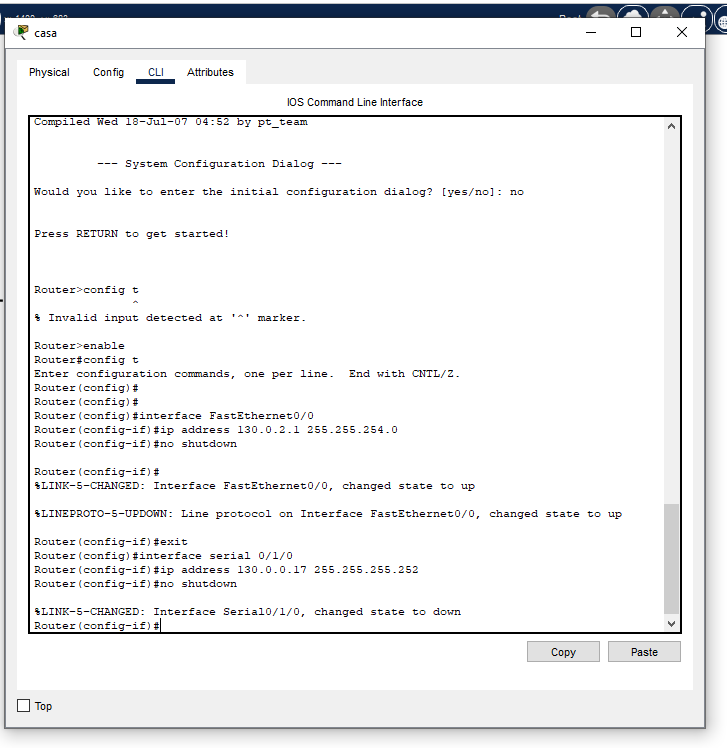 casa
Physical Config CLI Attributes
IOS Command Line Interface
Compiled Wed 18-Jul-07 04:52 by pt_team
--- System Configuration Dialog ---
Would you like to enter the initial configuration dialog? [yes/no]: no
Press RETURN to get started!
Router>config t
^
% Invalid input detected at '^' marker.
Router>enable
Router#config t
Enter configuration commands, one per line.  End with CNTL/Z.
Router(config)#
Router(config)#
Router(config)#interface FastEthernet0/0
Router(config-if)#ip address 130.0.2.1 255.255.254.0
Router(config-if)#no shutdown
Router(config-if)#
%LINK-5-CHANGED: Interface FastEthernet0/0, changed state to up
%LINEPROTO-5-UPDOWN: Line protocol on Interface FastEthernet0/0, changed state to up
Router(config-if)#exit
Router(config)#interface serial 0/1/0
Router(config-if)#ip address 130.0.0.17 255.255.255.252
Router(config-if)#no shutdown
%LINK-5-CHANGED: Interface Serial0/1/0, changed state to down
Router(config-if)#
Copy Paste
Top